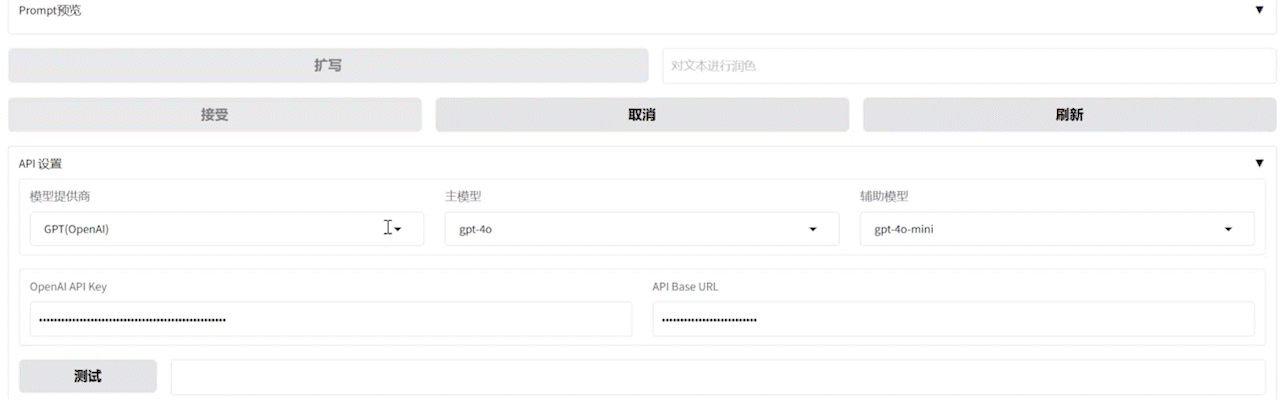 Prompt预览 ▼
扩写 对文本进行润色
接受 取消 刷新
API 设置 ▼
模型提供商 主模型 辅助模型
GPT(OpenAI) gpt-4o gpt-4o-mini
OpenAI API Key API Base URL
测试